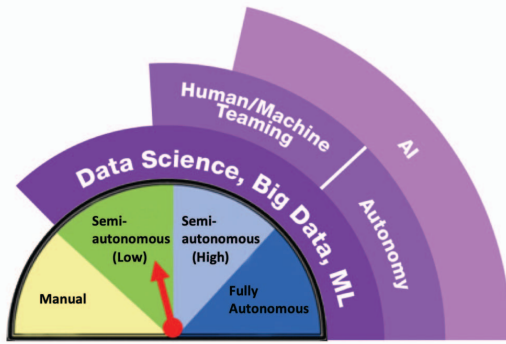 AI
Human/Machine
Teaming
Autonomy
Data Science, Big Data, ML
Semi-
autonomous
(Low)
Semi-
autonomous
(High)
Manual
Fully
Autonomous